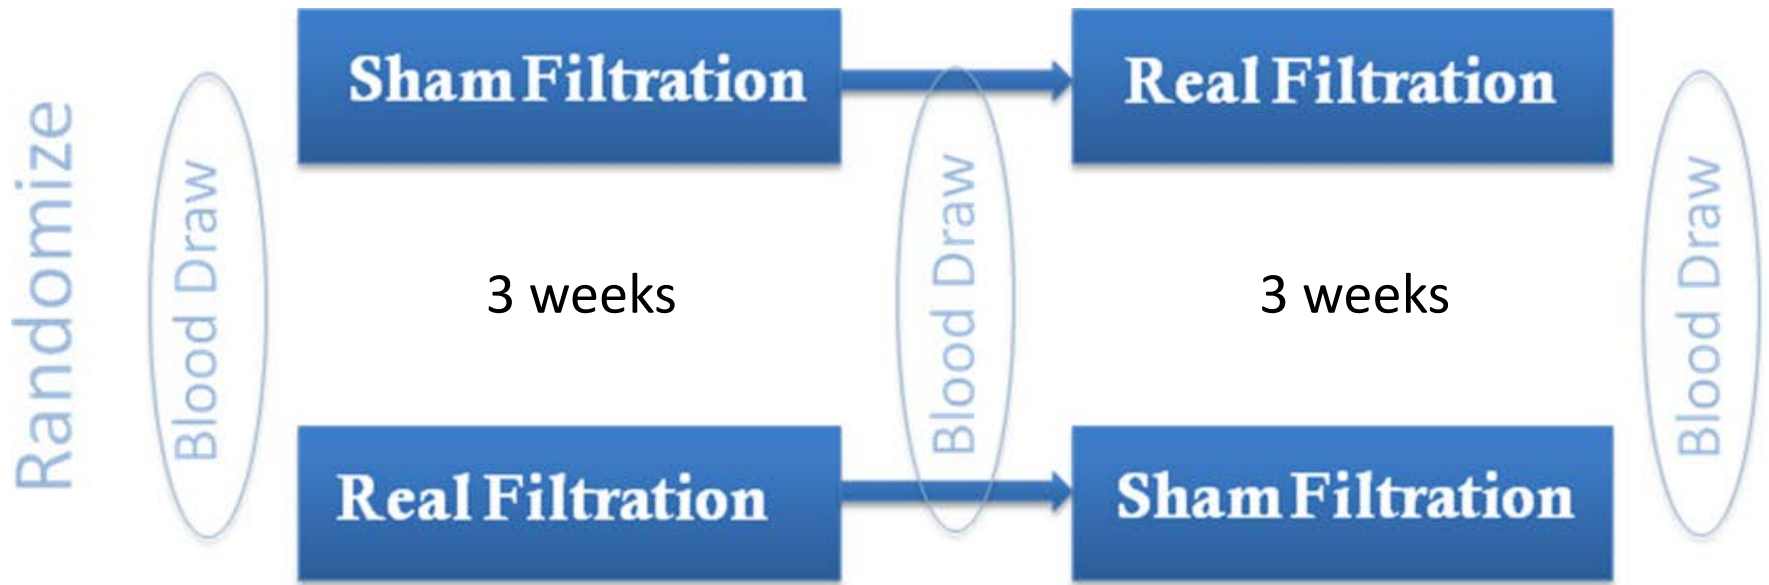 Randomize
Blood Draw
Sham Filtration
Real Filtration
3 weeks
Blood Draw
3 weeks
Blood Draw
Real Filtration
Sham Filtration